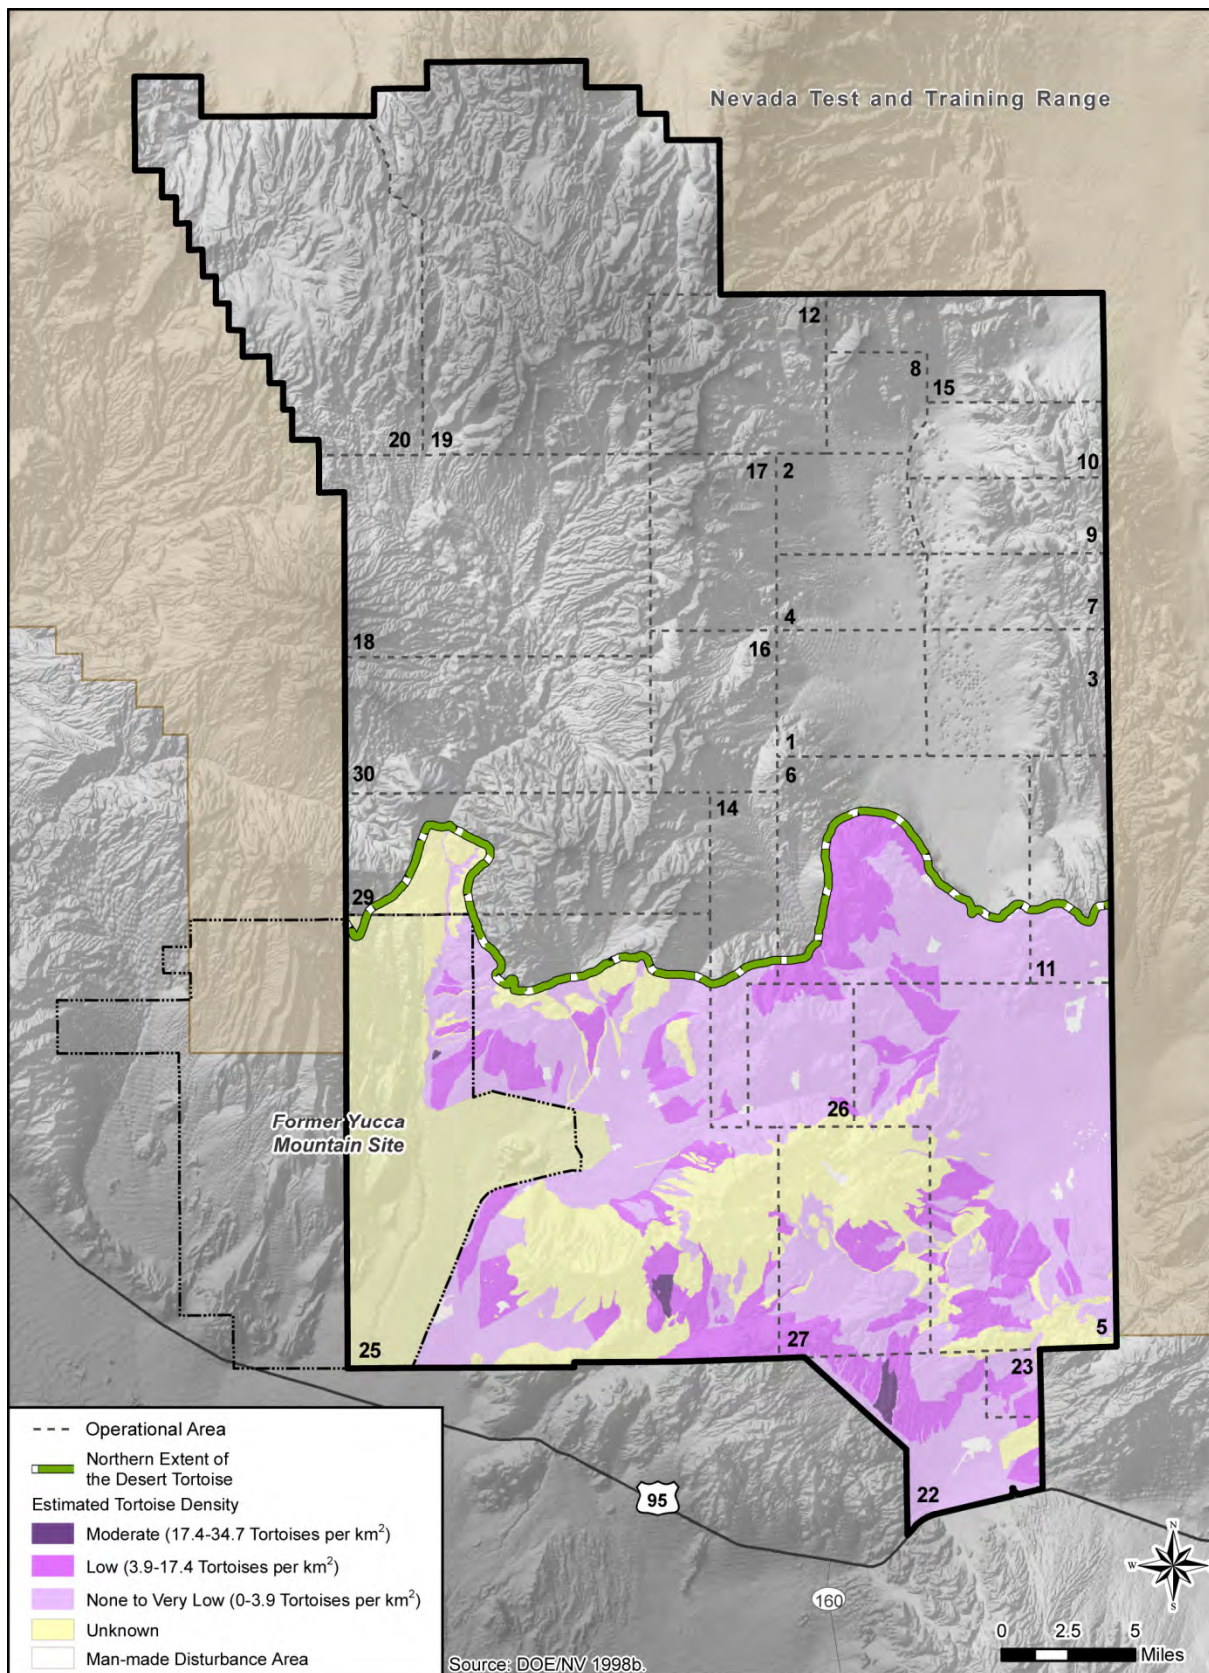 Nevada Test and Training Range
12
8
15
20
19
17
2
10
9
4
7
18
16
3
1
30
6
14
29
11
26
Former Yucca
Mountain Site
25
27
5
23
22
95
160
Operational Area
Northern Extent of
the Desert Tortoise
Estimated Tortoise Density
Moderate (17.4-34.7 Tortoises per km²)
Low (3.9-17.4 Tortoises per km²)
None to Very Low (0-3.9 Tortoises per km²)
Unknown
Man-made Disturbance Area
Source: DOE/NV 1998b.
N
W E
S
0 2.5 5
Miles